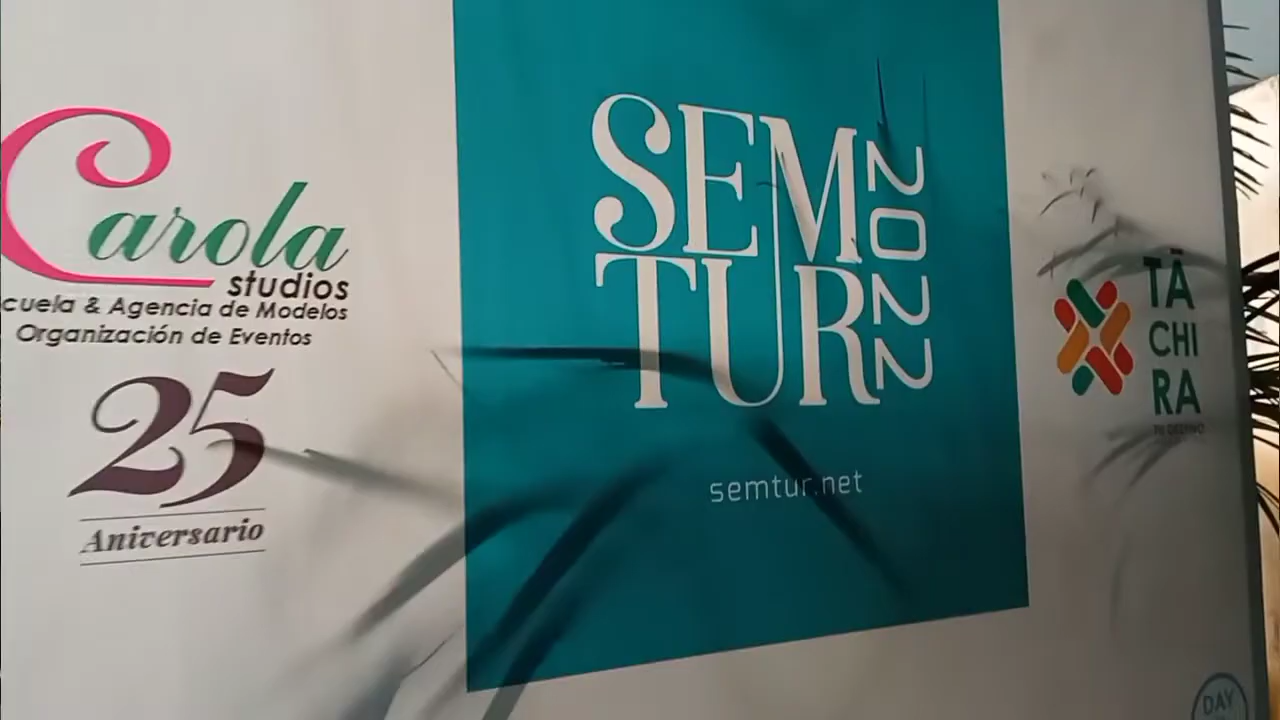 Carola
studios
cuela & Agencia de Modelos
Organización de Eventos
25
Aniversario
SEM
TUR
2022
semtur.net
TÁ
CHI
RA
DAY